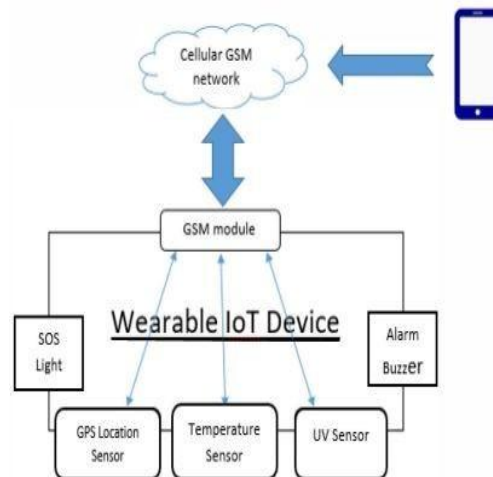 Cellular GSM
network
GSM module
Wearable IoT Device
SOS
Light
Alarm
Buzzer
GPS Location
Sensor
Temperature
Sensor
UV Sensor